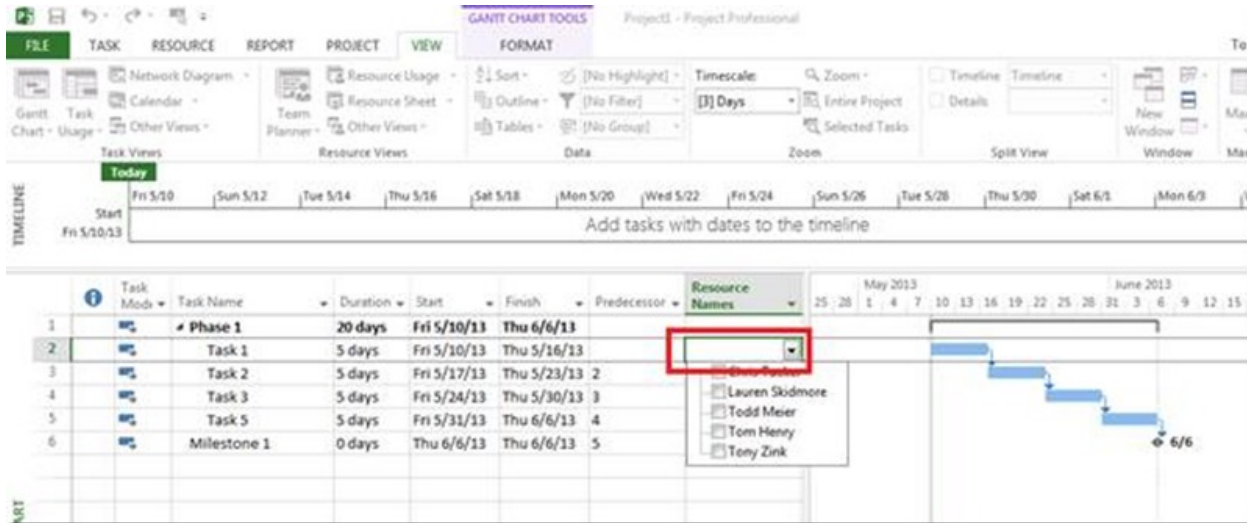 GANTT CHART TOOLS Project1 - Project Professional
FILE TASK RESOURCE REPORT PROJECT VIEW FORMAT To
Network Diagram Resource Usage Sort [No Highlight] Timescale: Zoom Timeline Timeline
Calendar Resource Sheet Outline [No Filter] [3] Days Entire Project Details
Gantt Chart Task Usage Other Views Team Planner Other Views Tables [No Group] Selected Tasks New Window
Task Views Resource Views Data Zoom Split View Window
Today
TIMELINE
Fri 5/10 Sun 5/12 Tue 5/14 Thu 5/16 Sat 5/18 Mon 5/20 Wed 5/22 Fri 5/24 Sun 5/26 Tue 5/28 Thu 5/30 Sat 6/1 Mon 6/3
Start
Fri 5/10/13
Add tasks with dates to the timeline
Task Mode Task Name Duration Start Finish Predecessor Resource Names
May 2013 June 2013
25 28 1 4 7 10 13 16 19 22 25 28 31 3 6 9 12 15
1 Phase 1 20 days Fri 5/10/13 Thu 6/6/13
2 Task 1 5 days Fri 5/10/13 Thu 5/16/13
3 Task 2 5 days Fri 5/17/13 Thu 5/23/13 2
4 Task 3 5 days Fri 5/24/13 Thu 5/30/13 3
5 Task 5 5 days Fri 5/31/13 Thu 6/6/13 4
6 Milestone 1 0 days Thu 6/6/13 Thu 6/6/13 5
Lauren Skidmore
Todd Meier
Tom Henry
Tony Zink
6/6